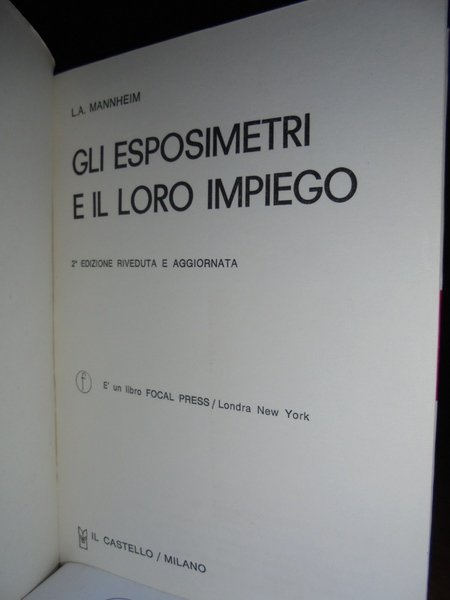 L.A. MANNHEIM
GLI ESPOSIMETRI
E IL LORO IMPIEGO
2ª EDIZIONE RIVEDUTA E AGGIORNATA
f E' un libro FOCAL PRESS / Londra New York
IL CASTELLO / MILANO